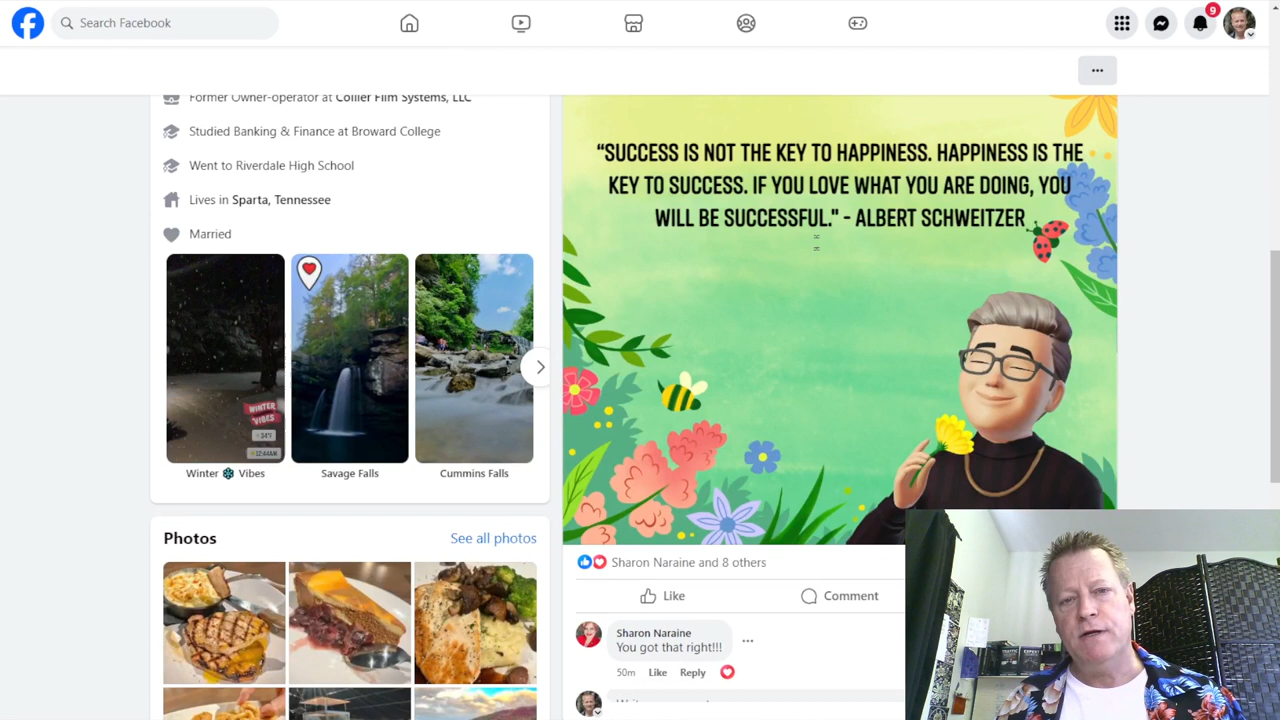 Search Facebook
9
Former Owner-operator at Collier Film Systems, LLC
Studied Banking & Finance at Broward College
Went to Riverdale High School
Lives in Sparta, Tennessee
Married
WINTER
VIBES
34°F
12:44AM
Winter Vibes
Savage Falls
Cummins Falls
Photos
See all photos
“SUCCESS IS NOT THE KEY TO HAPPINESS. HAPPINESS IS THE
KEY TO SUCCESS. IF YOU LOVE WHAT YOU ARE DOING, YOU
WILL BE SUCCESSFUL." - ALBERT SCHWEITZER
Sharon Naraine and 8 others
Like
Comment
Sharon Naraine
You got that right!!!
50m
Like
Reply